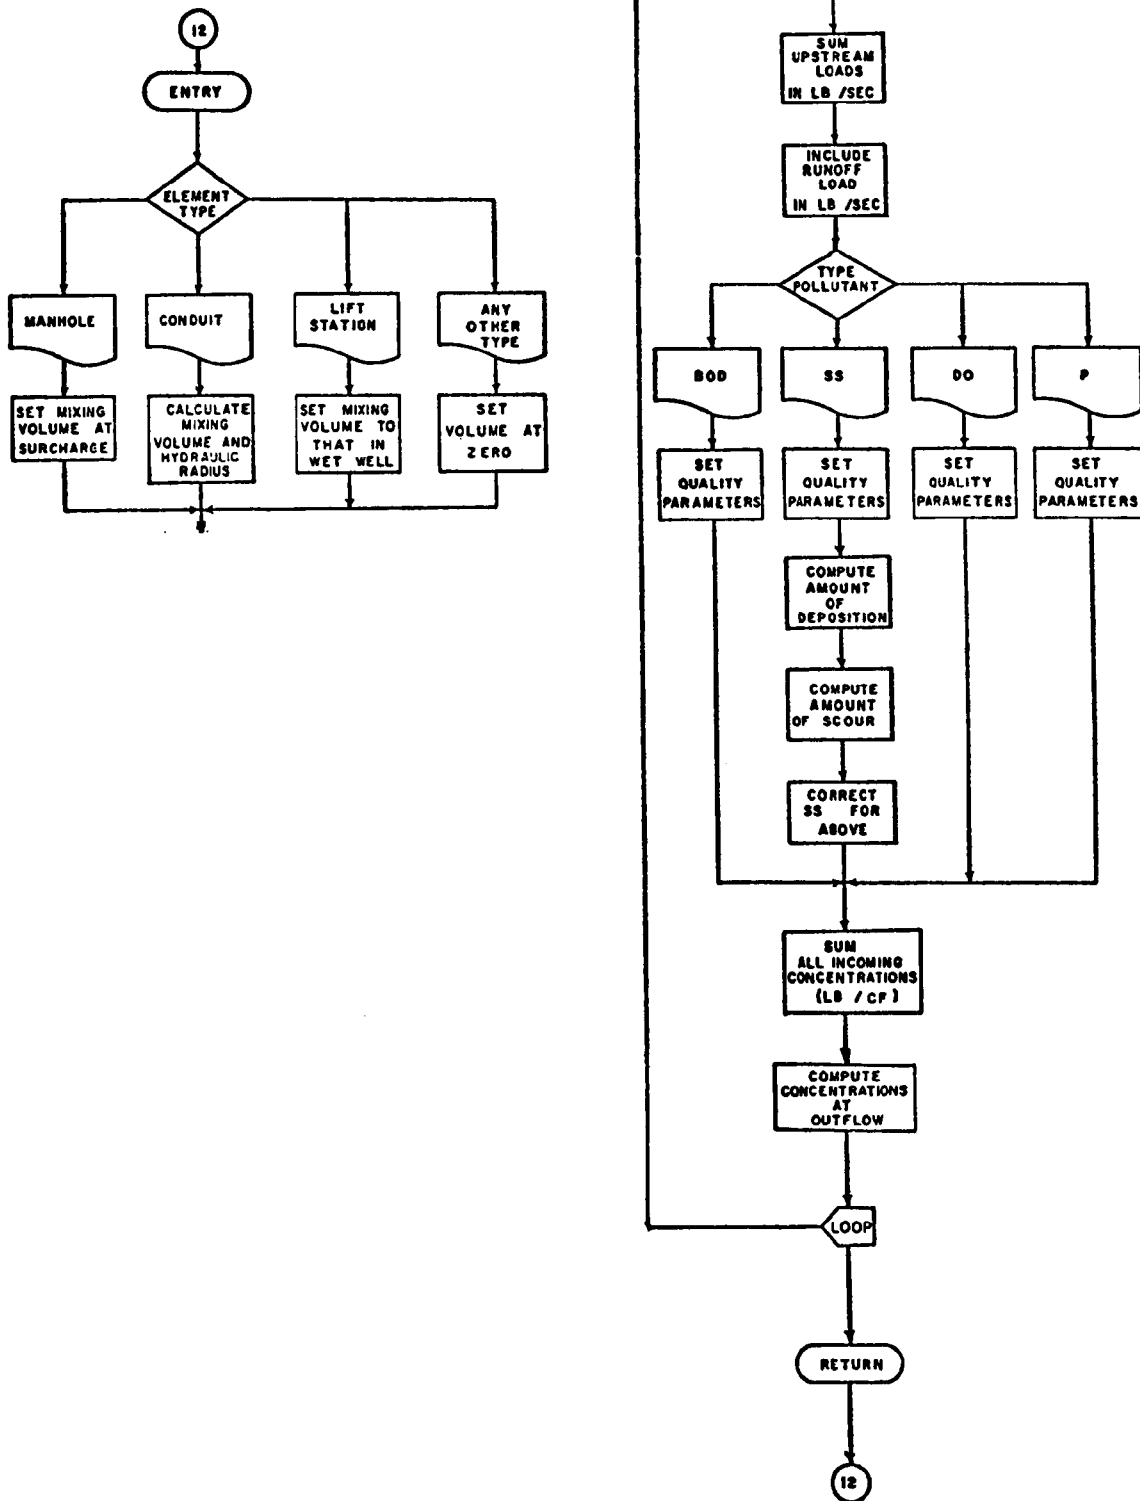 12
ENTRY
ELEMENT
TYPE
MANHOLE
CONDUIT
LIFT
STATION
ANY
OTHER
TYPE
SET MIXING
VOLUME AT
SURCHARGE
CALCULATE
MIXING
VOLUME AND
HYDRAULIC
RADIUS
SET MIXING
VOLUME TO
THAT IN
WET WELL
SET
VOLUME AT
ZERO
SUM
UPSTREAM
LOADS
IN LB /SEC
INCLUDE
RUNOFF
LOAD
IN LB /SEC
TYPE
POLLUTANT
BOD
SS
DO
P
SET
QUALITY
PARAMETERS
SET
QUALITY
PARAMETERS
SET
QUALITY
PARAMETERS
SET
QUALITY
PARAMETERS
COMPUTE
AMOUNT
OF
DEPOSITION
COMPUTE
AMOUNT
OF SCOUR
CORRECT
SS FOR
ABOVE
SUM
ALL INCOMING
CONCENTRATIONS
(LB / CF)
COMPUTE
CONCENTRATIONS
AT
OUTFLOW
LOOP
RETURN
12